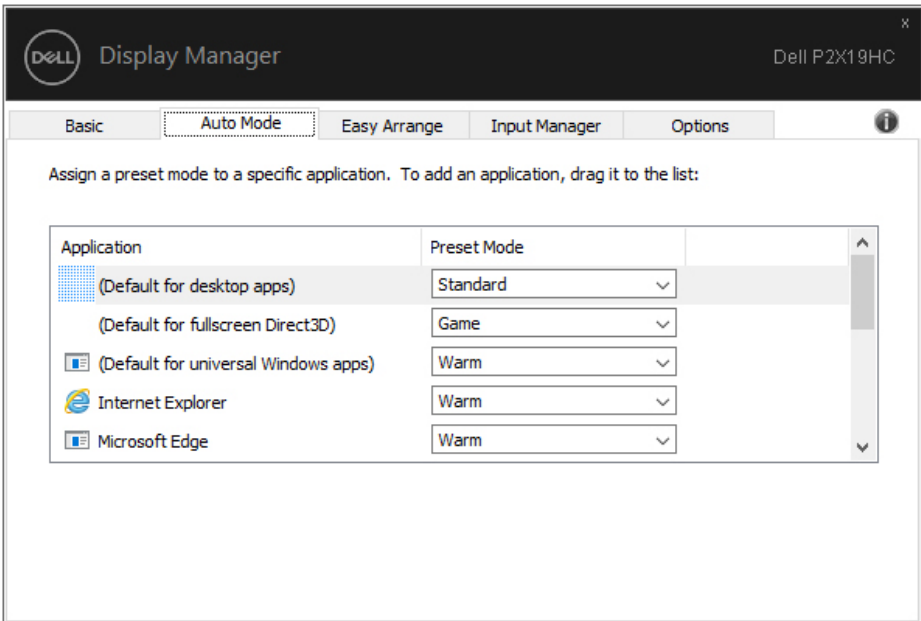 x
DELL Display Manager Dell P2X19HC
Basic Auto Mode Easy Arrange Input Manager Options i
Assign a preset mode to a specific application. To add an application, drag it to the list:
Application Preset Mode
(Default for desktop apps) Standard
(Default for fullscreen Direct3D) Game
(Default for universal Windows apps) Warm
Internet Explorer Warm
Microsoft Edge Warm